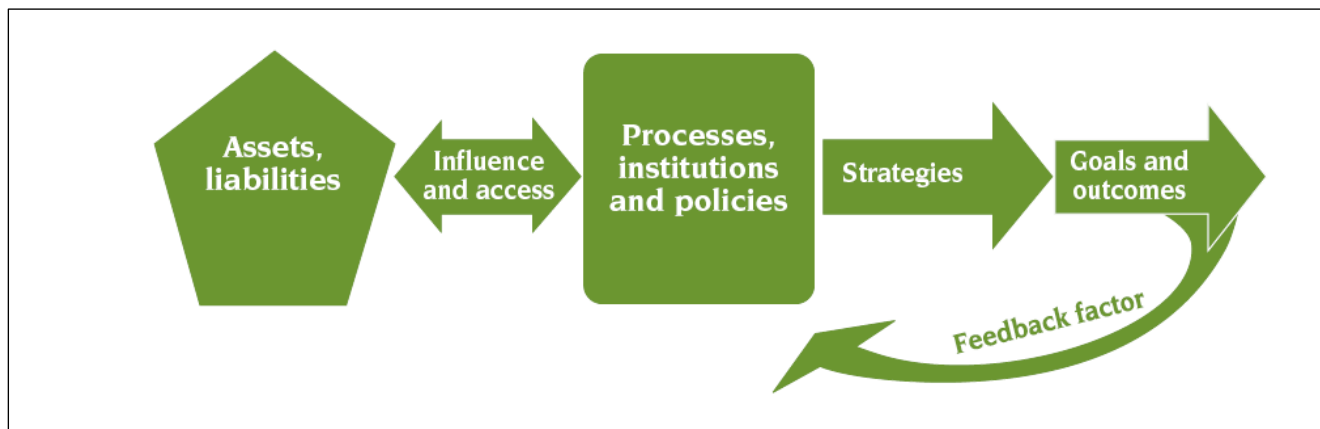 Assets,
liabilities
Influence
and access
Processes,
institutions
and policies
Strategies
Goals and
outcomes
Feedback factor